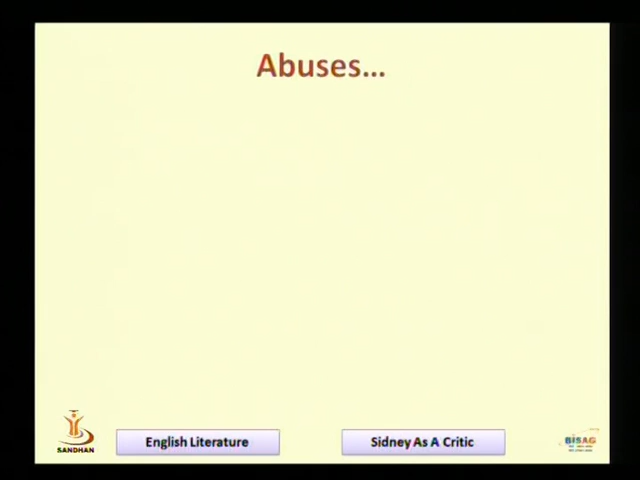 Abuses...
English Literature
Sidney As A Critic
SANDHAN
BISAG